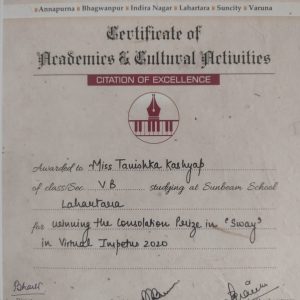 Annapurna Bhagwanpur Indira Nagar Lahartara Suncity Varuna
Certificate of
Academics & Cultural Activities
CITATION OF EXCELLENCE
Awarded to Miss Tanishka Kashyap
of class/Sec V B studying at Sunbeam School
Lahartara
for winning the Consolation Prize in "Sway"
in Virtual Impetus 2020